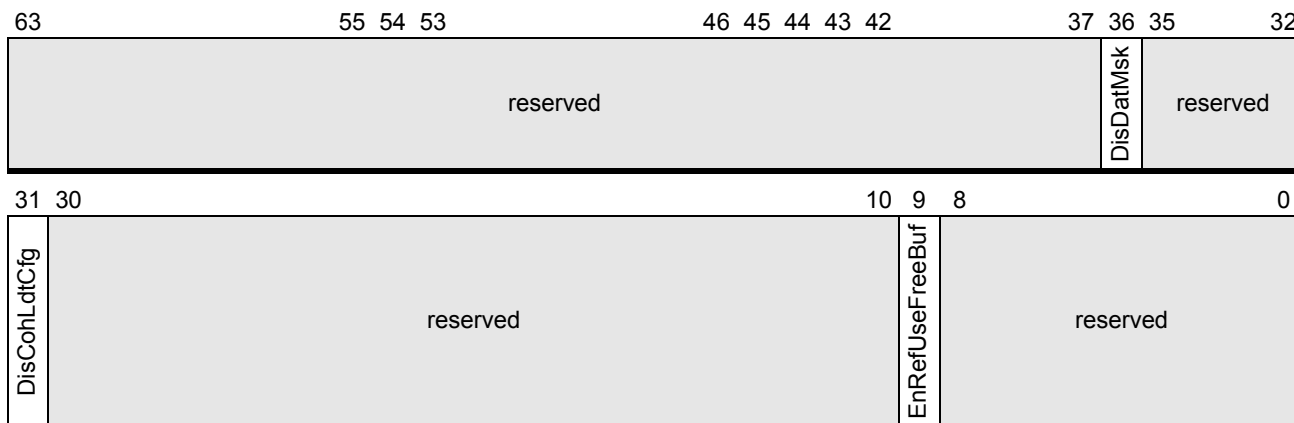 63 55 54 53 46 45 44 43 42 37 36 35 32
reserved DisDatMsk reserved
31 30 10 9 8 0
DisCohLdtCfg reserved EnRefUseFreeBuf reserved